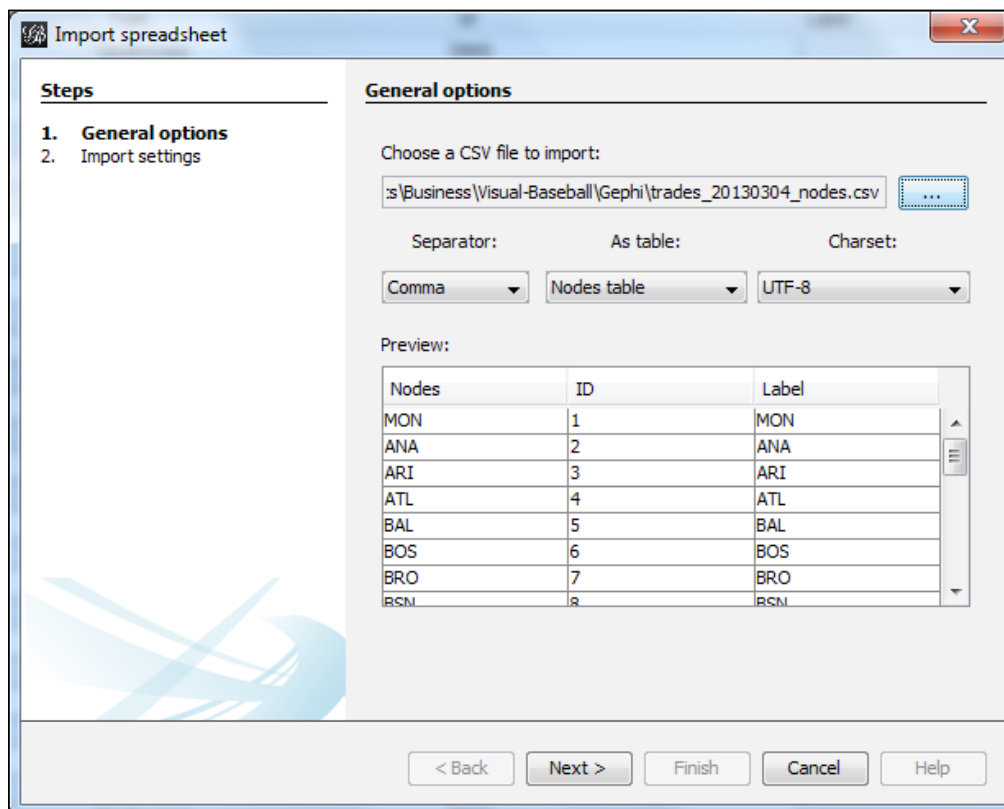 Import spreadsheet
Steps
1. General options
2. Import settings
General options
Choose a CSV file to import:
:s\Business\Visual-Baseball\Gephi\trades_20130304_nodes.csv ...
Separator: As table: Charset:
Comma Nodes table UTF-8
Preview:
Nodes ID Label
MON 1 MON
ANA 2 ANA
ARI 3 ARI
ATL 4 ATL
BAL 5 BAL
BOS 6 BOS
BRO 7 BRO
BSN 8 BSN
< Back Next > Finish Cancel Help